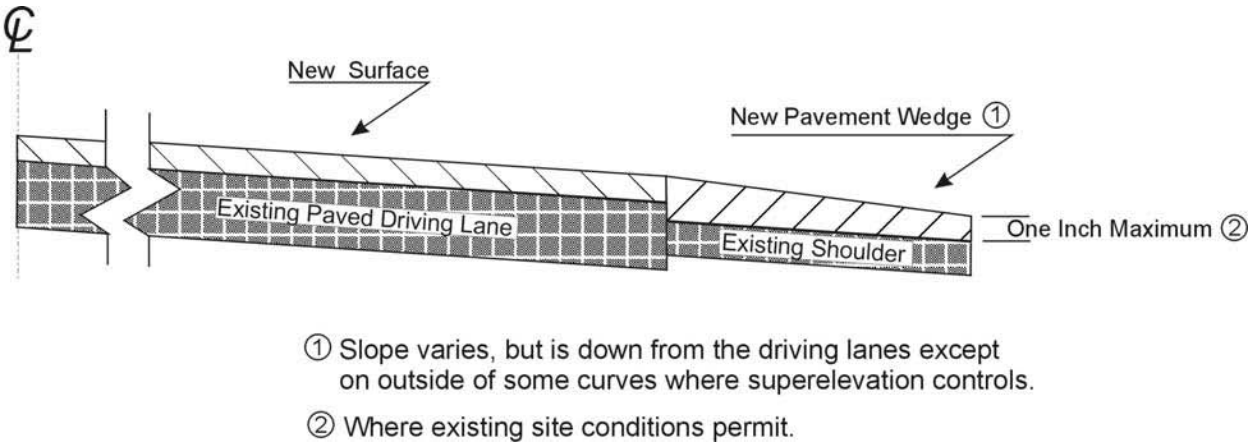 ℄
New Surface
New Pavement Wedge ①
Existing Paved Driving Lane
Existing Shoulder
One Inch Maximum ②
① Slope varies, but is down from the driving lanes except
on outside of some curves where superelevation controls.
② Where existing site conditions permit.